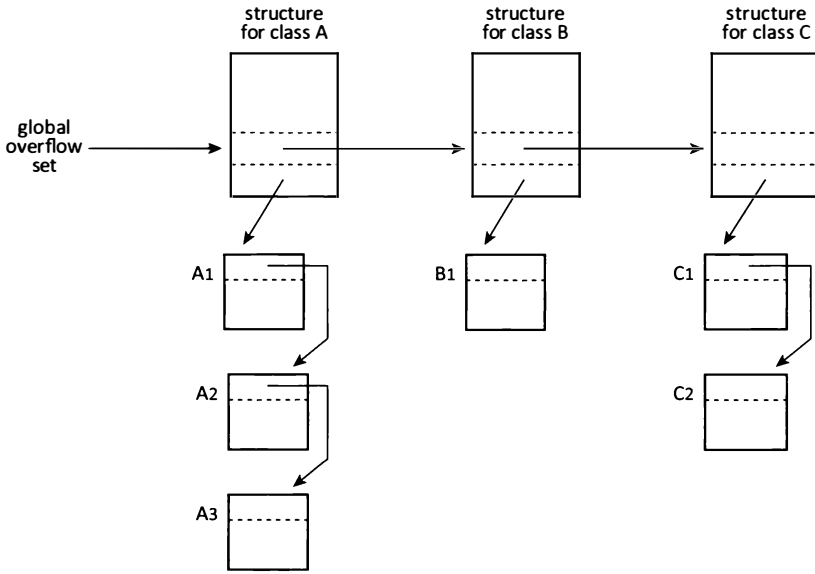 structure
for class A
structure
for class B
structure
for class C
global
overflow
set
A1
B1
C1
A2
C2
A3